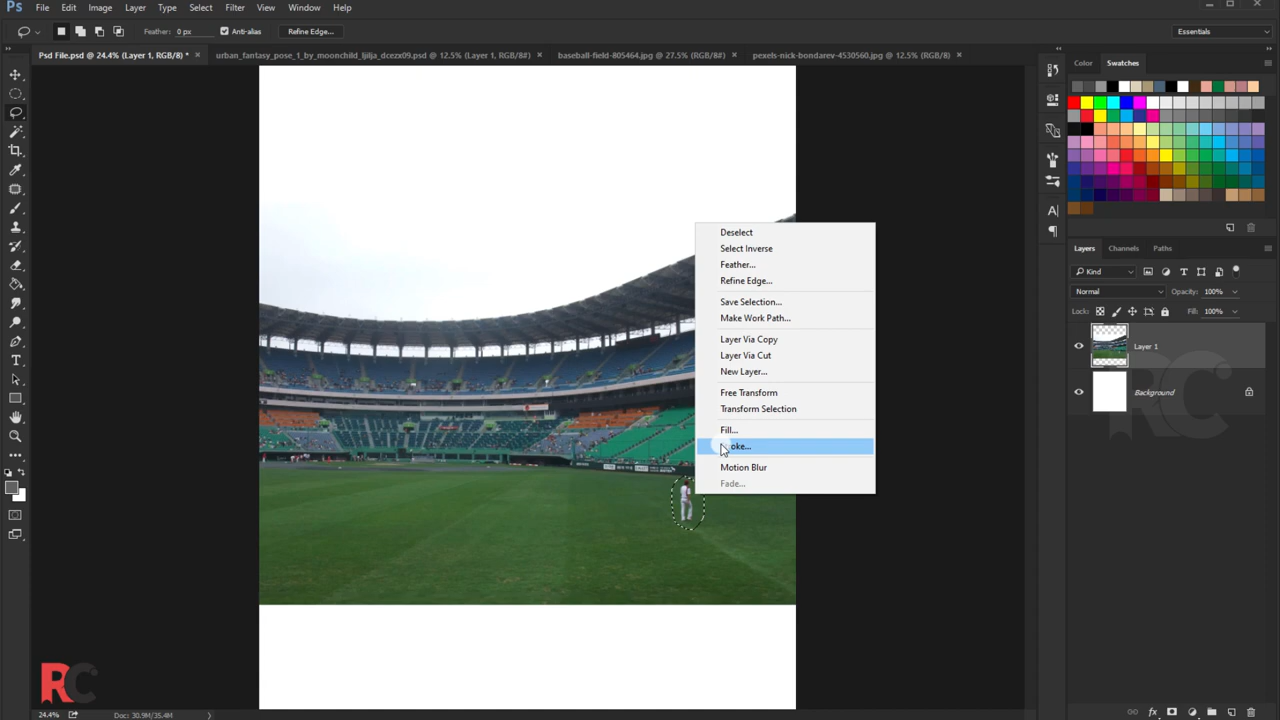 Ps File Edit Image Layer Type Select Filter View Window Help
Feather: 0 px Anti-alias Refine Edge... Essentials
Psd File.psd @ 24.4% (Layer 1, RGB/8) * × urban_fantasy_pose_1_by_moonchild_ljilja_dcezx09.psd @ 12.5% (Layer 1, RGB/8#) × baseball-field-805464.jpg @ 27.5% (RGB/8#) × pexels-nick-bondarev-4530560.jpg @ 12.5% (RGB/8) ×
Color Swatches
Deselect
Select Inverse
Feather...
Refine Edge...
Save Selection...
Make Work Path...
Layer Via Copy
Layer Via Cut
New Layer...
Free Transform
Transform Selection
Fill...
oke...
Motion Blur
Fade...
Layers Channels Paths
Kind
Normal Opacity: 100%
Lock: Fill: 100%
Layer 1
Background
RC
RC
24.4% Doc: 30.9M/35.4M